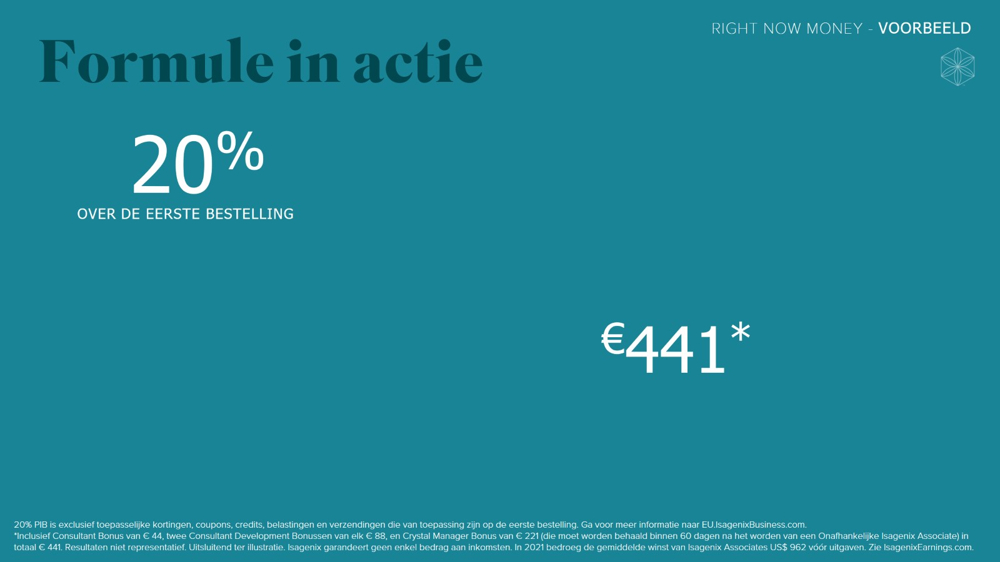 RIGHT NOW MONEY - VOORBEELD
Formule in actie
20%
OVER DE EERSTE BESTELLING
€441*
20% PIB is exclusief toepasselijke kortingen, coupons, credits, belastingen en verzendingen die van toepassing zijn op de eerste bestelling. Ga voor meer informatie naar EU.IsagenixBusiness.com.
*Inclusief Consultant Bonus van € 44, twee Consultant Development Bonussen van elk € 88, en Crystal Manager Bonus van € 221 (die moet worden behaald binnen 60 dagen na het worden van een Onafhankelijke Isagenix Associate) in
totaal € 441. Resultaten niet representatief. Uitsluitend ter illustratie. Isagenix garandeert geen enkel bedrag aan inkomsten. In 2021 bedroeg de gemiddelde winst van Isagenix Associates US$ 962 vóór uitgaven. Zie IsagenixEarnings.com.